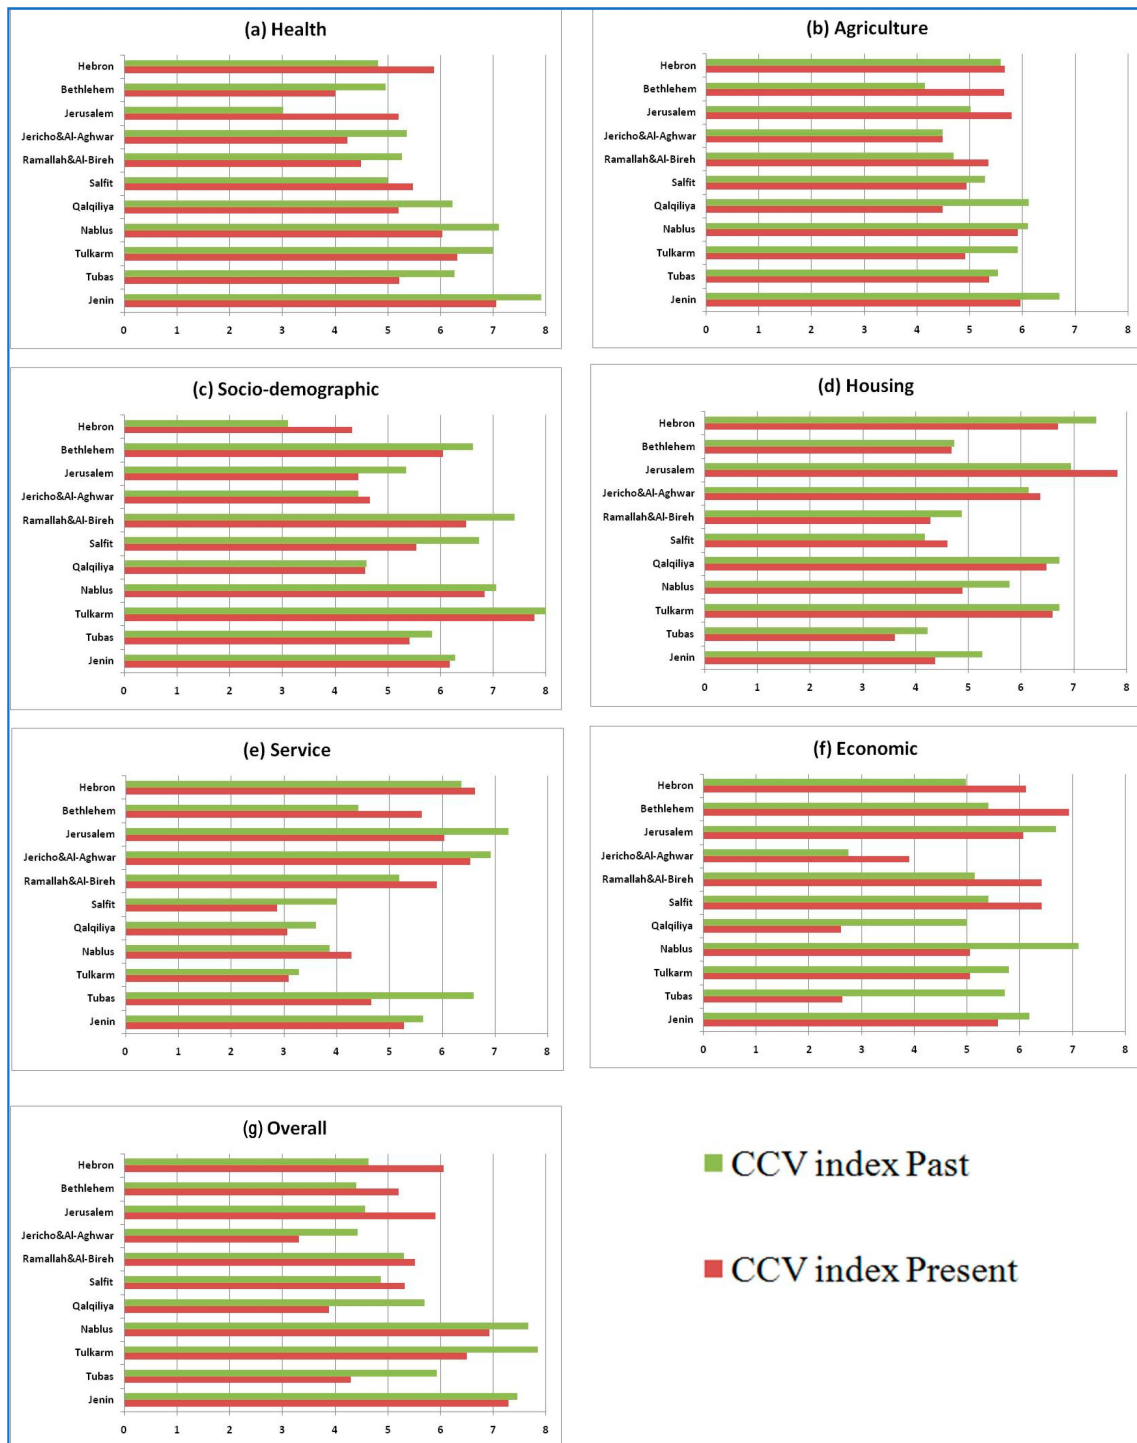 (a) Health
Hebron
Bethlehem
Jerusalem
Jericho&Al-Aghwar
Ramallah&Al-Bireh
Salfit
Qalqiliya
Nablus
Tulkarm
Tubas
Jenin
0 1 2 3 4 5 6 7 8
(b) Agriculture
Hebron
Bethlehem
Jerusalem
Jericho&Al-Aghwar
Ramallah&Al-Bireh
Salfit
Qalqiliya
Nablus
Tulkarm
Tubas
Jenin
0 1 2 3 4 5 6 7 8
(c) Socio-demographic
Hebron
Bethlehem
Jerusalem
Jericho&Al-Aghwar
Ramallah&Al-Bireh
Salfit
Qalqiliya
Nablus
Tulkarm
Tubas
Jenin
0 1 2 3 4 5 6 7 8
(d) Housing
Hebron
Bethlehem
Jerusalem
Jericho&Al-Aghwar
Ramallah&Al-Bireh
Salfit
Qalqiliya
Nablus
Tulkarm
Tubas
Jenin
0 1 2 3 4 5 6 7 8
(e) Service
Hebron
Bethlehem
Jerusalem
Jericho&Al-Aghwar
Ramallah&Al-Bireh
Salfit
Qalqiliya
Nablus
Tulkarm
Tubas
Jenin
0 1 2 3 4 5 6 7 8
(f) Economic
Hebron
Bethlehem
Jerusalem
Jericho&Al-Aghwar
Ramallah&Al-Bireh
Salfit
Qalqiliya
Nablus
Tulkarm
Tubas
Jenin
0 1 2 3 4 5 6 7 8
(g) Overall
Hebron
Bethlehem
Jerusalem
Jericho&Al-Aghwar
Ramallah&Al-Bireh
Salfit
Qalqiliya
Nablus
Tulkarm
Tubas
Jenin
0 1 2 3 4 5 6 7 8
CCV index Past
CCV index Present